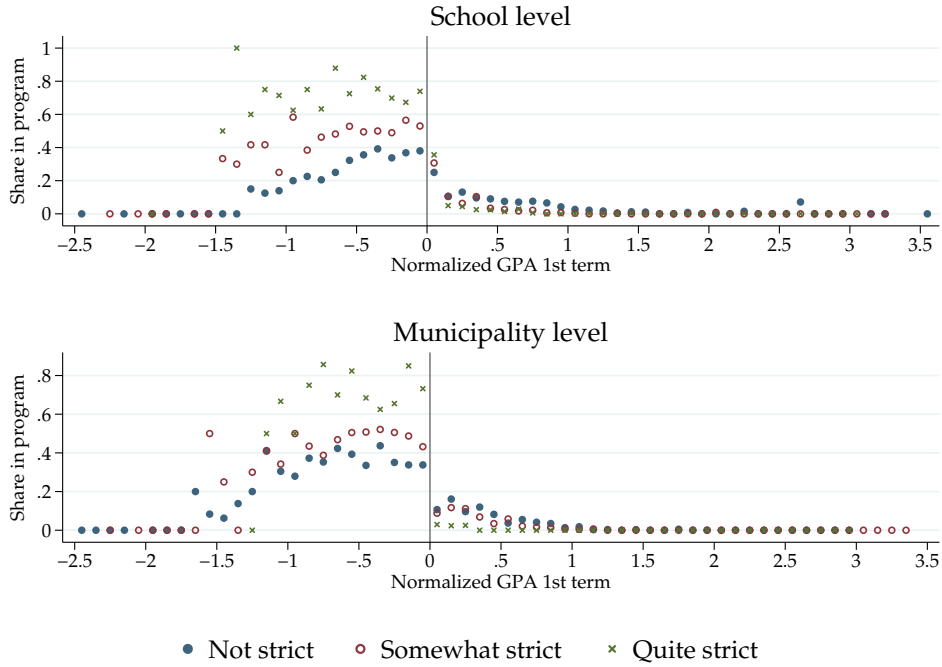 School level
Share in program
1
.8
.6
.4
.2
0
−2.5 −2 −1.5 −1 −.5 0 .5 1 1.5 2 2.5 3 3.5
Normalized GPA 1st term
Municipality level
Share in program
.8
.6
.4
.2
0
−2.5 −2 −1.5 −1 −.5 0 .5 1 1.5 2 2.5 3 3.5
Normalized GPA 1st term
Not strict Somewhat strict Quite strict